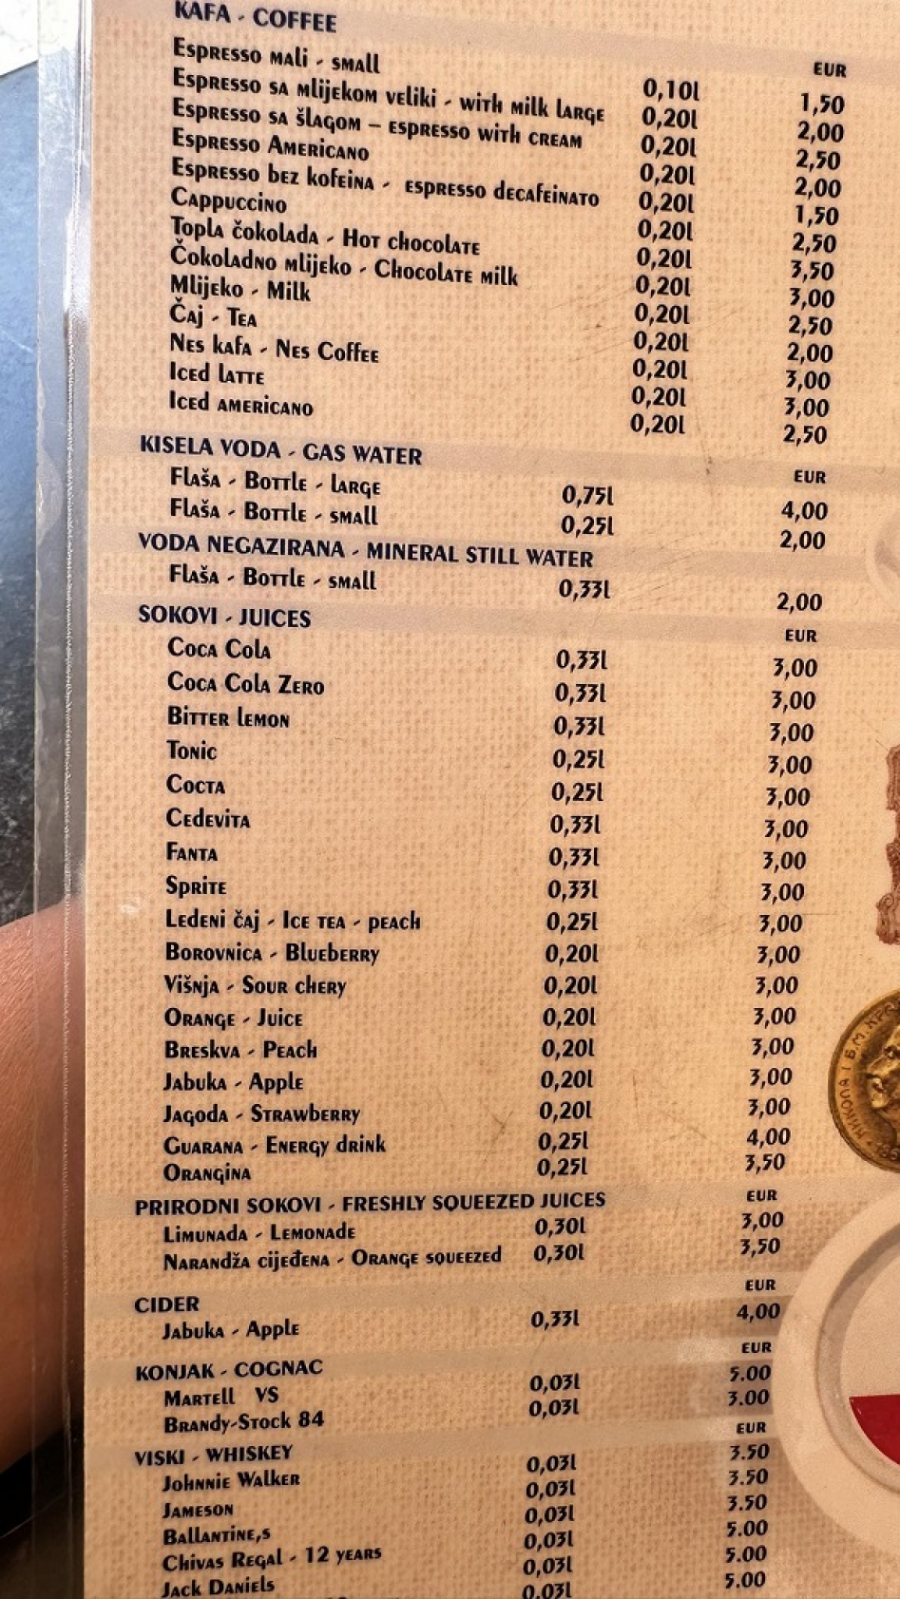 KAFA - COFFEE EUR
Espresso mali - small 0,10l 1,50
Espresso sa mlijekom veliki - with milk large 0,20l 2,00
Espresso sa šlagom – espresso with cream 0,20l 2,50
Espresso Americano 0,20l 2,00
Espresso bez kofeina - espresso decafeinato 0,20l 1,50
Cappuccino 0,20l 2,50
Topla čokolada - Hot chocolate 0,20l 3,50
Čokoladno mlijeko - Chocolate milk 0,20l 3,00
Mlijeko - Milk 0,20l 2,50
Čaj - Tea 0,20l 2,00
Nes kafa - Nes Coffee 0,20l 3,00
Iced latte 0,20l 3,00
Iced americano 0,20l 2,50
KISELA VODA - GAS WATER EUR
Flaša - Bottle - large 0,75l 4,00
Flaša - Bottle - small 0,25l 2,00
VODA NEGAZIRANA - MINERAL STILL WATER
Flaša - Bottle - small 0,33l 2,00
SOKOVI - JUICES EUR
Coca Cola 0,33l 3,00
Coca Cola Zero 0,33l 3,00
Bitter lemon 0,33l 3,00
Tonic 0,25l 3,00
Cocta 0,25l 3,00
Cedevita 0,33l 3,00
Fanta 0,33l 3,00
Sprite 0,33l 3,00
Ledeni čaj - Ice tea - peach 0,25l 3,00
Borovnica - Blueberry 0,20l 3,00
Višnja - Sour chery 0,20l 3,00
Orange - Juice 0,20l 3,00
Breskva - Peach 0,20l 3,00
Jabuka - Apple 0,20l 3,00
Jagoda - Strawberry 0,20l 3,00
Guarana - Energy drink 0,25l 4,00
Orangina 0,25l 3,50
PRIRODNI SOKOVI - FRESHLY SQUEEZED JUICES EUR
Limunada - Lemonade 0,30l 3,00
Narandža cijeđena - Orange squeezed 0,30l 3,50
CIDER EUR
Jabuka - Apple 0,33l 4,00
KONJAK - COGNAC EUR
Martell VS 0,03l 5.00
Brandy-Stock 84 0,03l 3.00
VISKI - WHISKEY EUR
Johnnie Walker 0,03l 3.50
Jameson 0,03l 3.50
Ballantine,s 0,03l 3.50
Chivas Regal - 12 years 0,03l 5.00
Jack Daniels 0,03l 5.00
0,03l 5.00